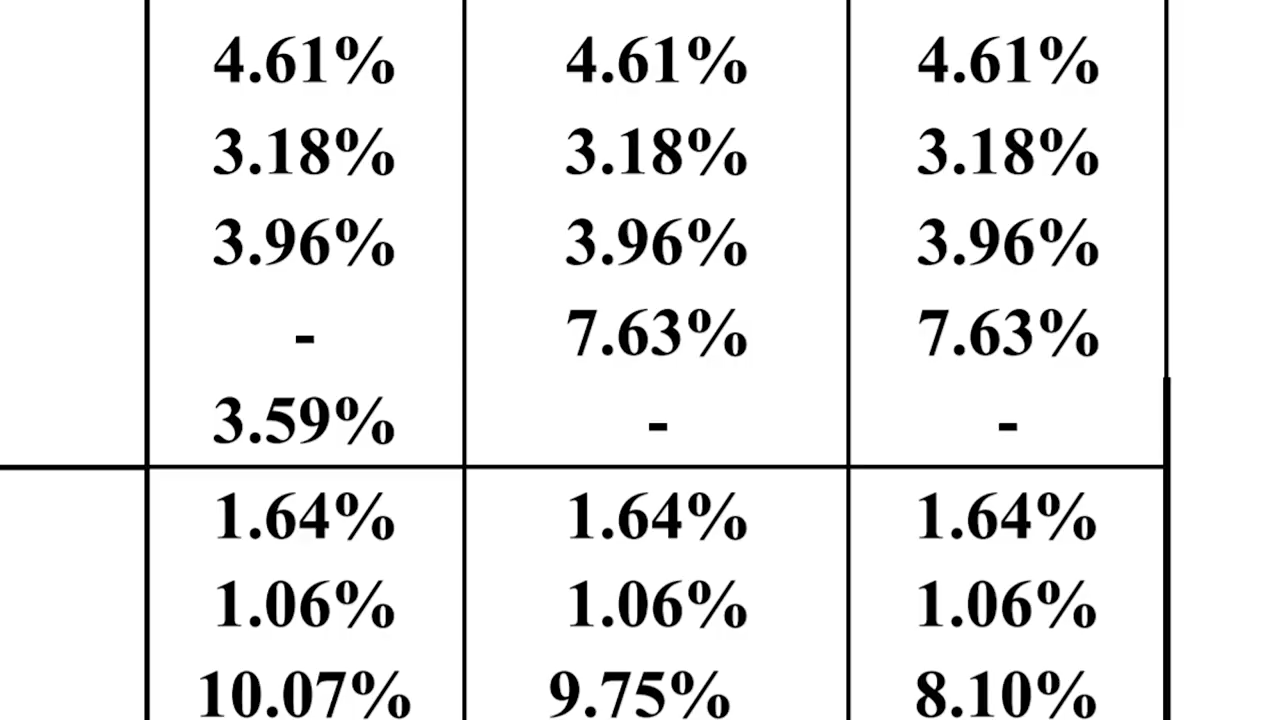 4.61% 4.61% 4.61%
3.18% 3.18% 3.18%
3.96% 3.96% 3.96%
- 7.63% 7.63%
3.59% - -
1.64% 1.64% 1.64%
1.06% 1.06% 1.06%
10.07% 9.75% 8.10%